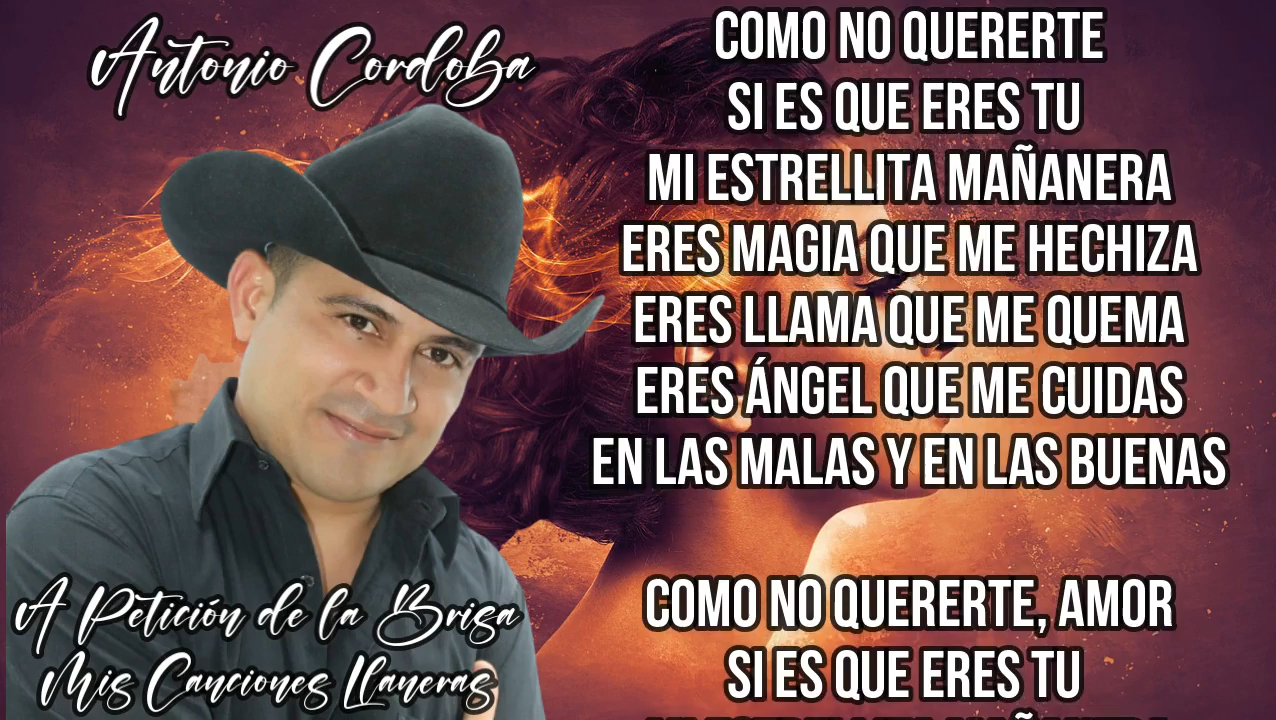 Antonio Cordoba
COMO NO QUERERTE
SI ES QUE ERES TU
MI ESTRELLITA MAÑANERA
ERES MAGIA QUE ME HECHIZA
ERES LLAMA QUE ME QUEMA
ERES ÁNGEL QUE ME CUIDAS
EN LAS MALAS Y EN LAS BUENAS
COMO NO QUERERTE, AMOR
SI ES QUE ERES TU
A Petición de la Brisa
Mis Canciones Llaneras